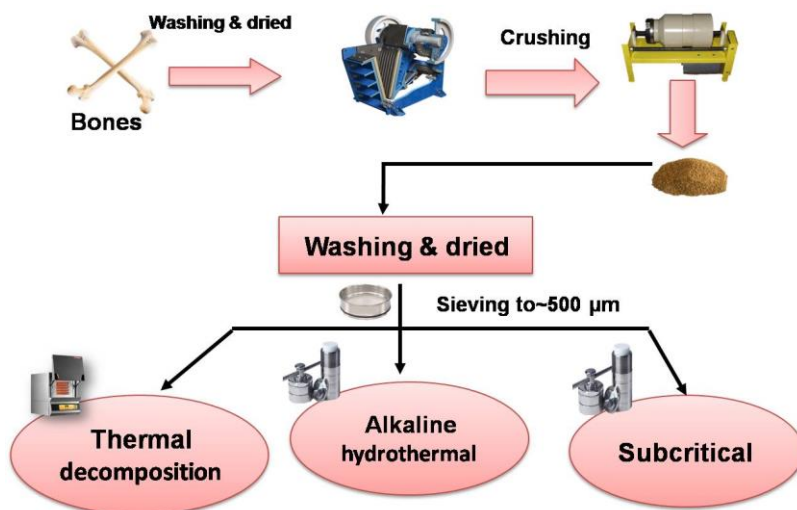 Washing & dried
Crushing
Bones
Washing & dried
Sieving to~500 µm
Thermal
decomposition
Alkaline
hydrothermal
Subcritical